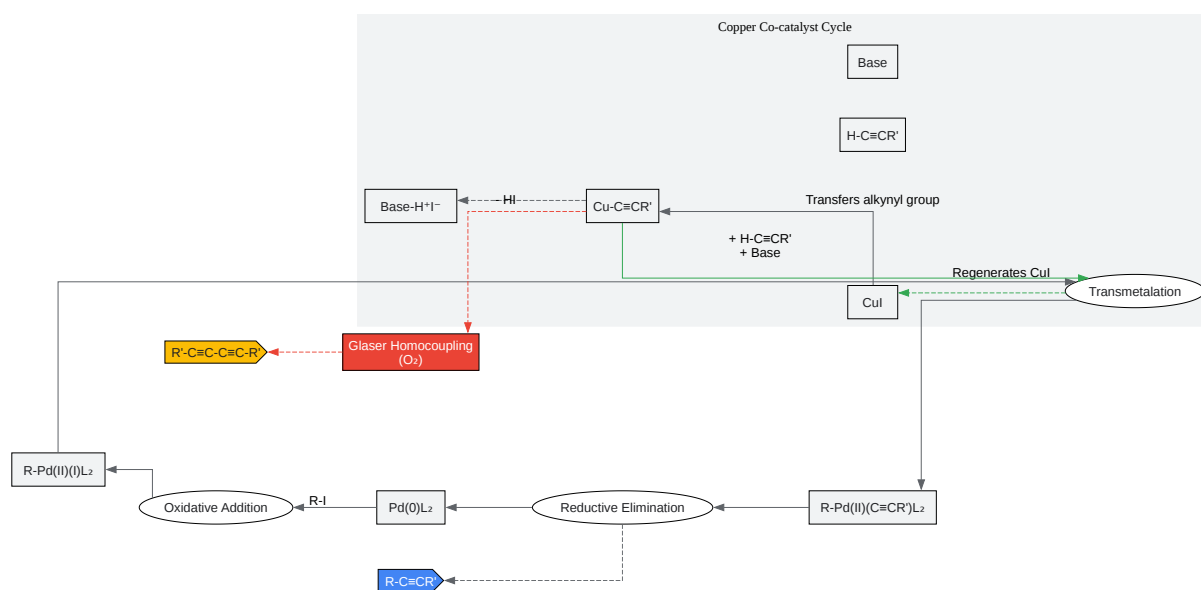 Copper Co-catalyst Cycle
Base
H-C≡CR'
Base-H⁺I⁻
- HI
Cu-C≡CR'
Transfers alkynyl group
+ H-C≡CR'
+ Base
Regenerates CuI
Transmetalation
CuI
Glaser Homocoupling
(O₂)
R'-C≡C-C≡C-R'
R-Pd(II)(I)L₂
Oxidative Addition
R-I
Pd(0)L₂
Reductive Elimination
R-Pd(II)(C≡CR')L₂
R-C≡CR'